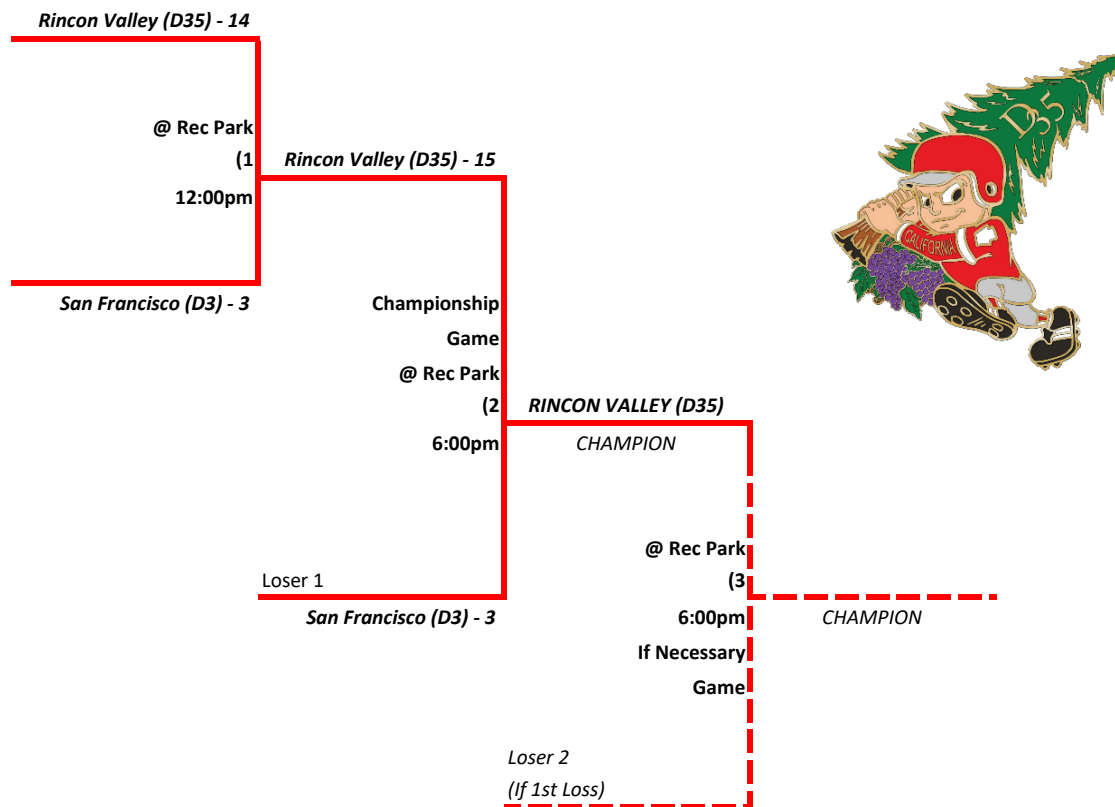 Rincon Valley (D35) - 14
@ Rec Park
(1
12:00pm
San Francisco (D3) - 3
Rincon Valley (D35) - 15
Championship
Game
@ Rec Park
(2
6:00pm
Loser 1
San Francisco (D3) - 3
RINCON VALLEY (D35)
CHAMPION
@ Rec Park
(3
6:00pm
If Necessary
Game
Loser 2
(If 1st Loss)
CHAMPION
D35
CALIFORNIA